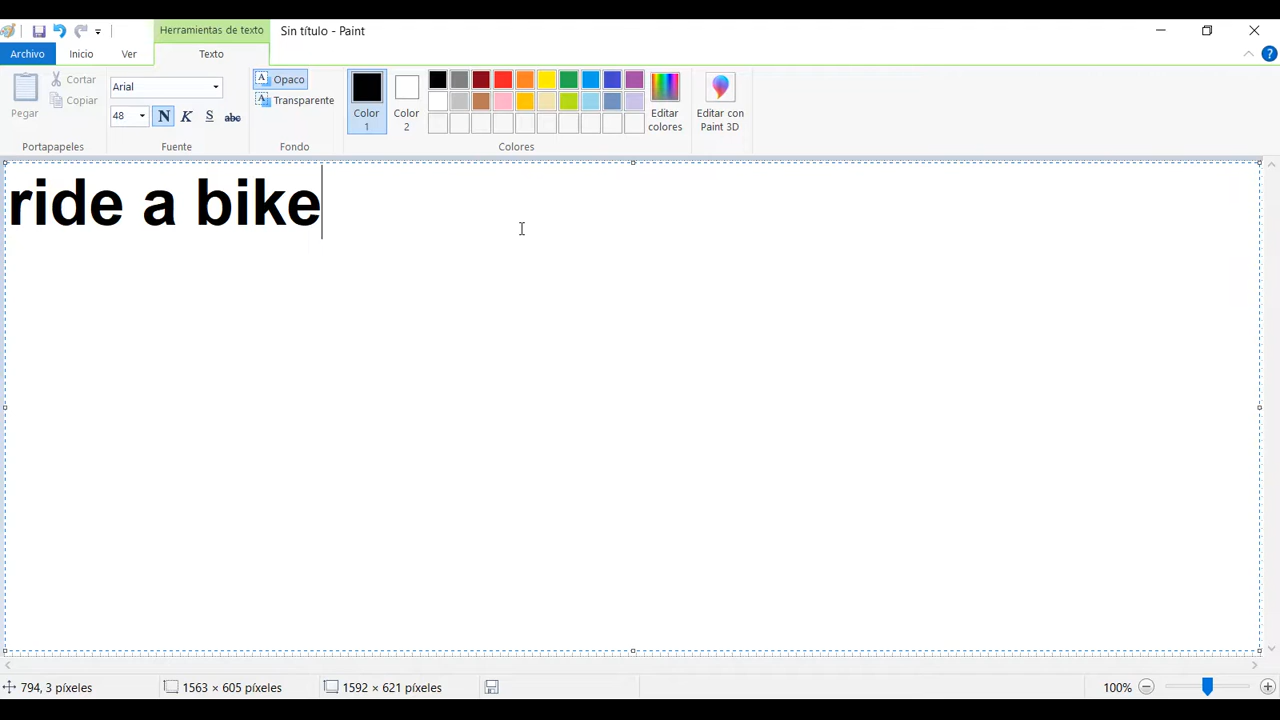 Herramientas de texto Sin título - Paint
Archivo Inicio Ver Texto
Pegar Cortar Copiar
Portapapeles
Arial
48 N K S abc
Fuente
Opaco
Transparente
Fondo
Color 1 Color 2
Editar colores
Colores
Editar con Paint 3D
ride a bike
794, 3 píxeles 1563 × 605 píxeles 1592 × 621 píxeles 100%